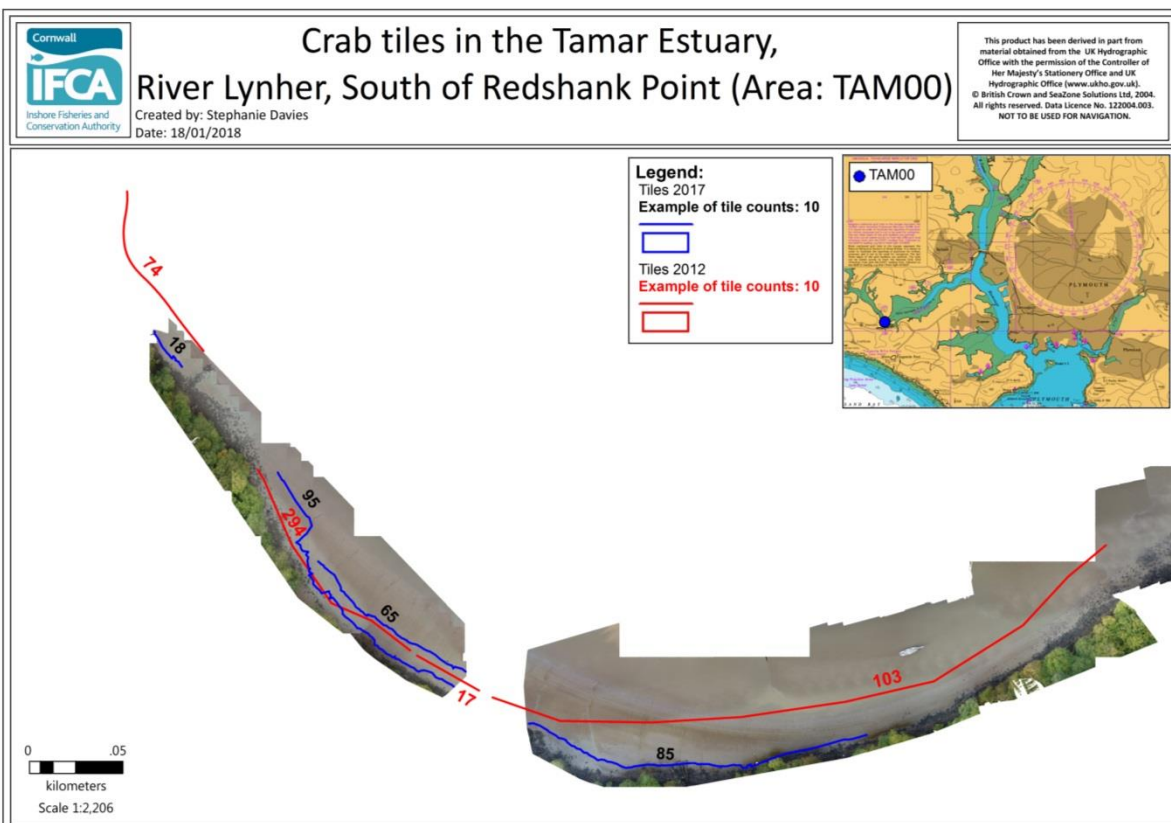 Cornwall
IFCA
Inshore Fisheries and
Conservation Authority
Crab tiles in the Tamar Estuary,
River Lynher, South of Redshank Point (Area: TAM00)
Created by: Stephanie Davies
Date: 18/01/2018
This product has been derived in part from
material obtained from the UK Hydrographic
Office with the permission of the Controller of
Her Majesty's Stationery Office and UK
Hydrographic Office (www.ukho.gov.uk).
© British Crown and SeaZone Solutions Ltd, 2004.
All rights reserved. Data Licence No. 122004.003.
NOT TO BE USED FOR NAVIGATION.
Legend:
Tiles 2017
Example of tile counts: 10
Tiles 2012
Example of tile counts: 10
TAM00
PLYMOUTH
PLYMOUTH
74
18
95
294
65
17
103
85
0 .05
kilometers
Scale 1:2,206